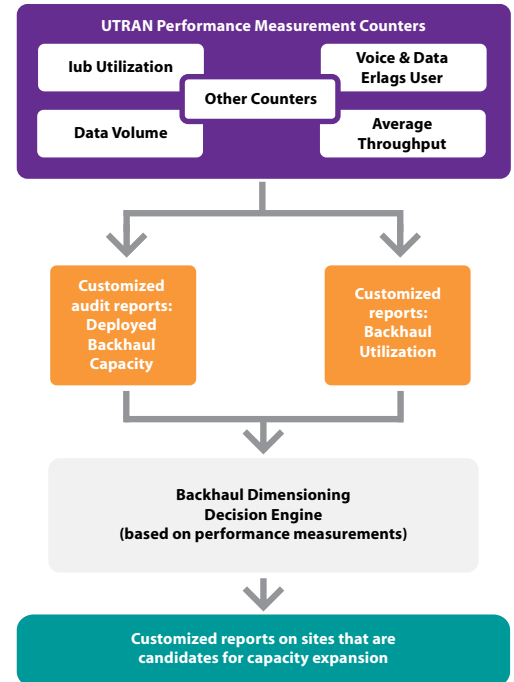 UTRAN Performance Measurement Counters
Iub Utilization
Voice & Data
Erlags User
Other Counters
Data Volume
Average
Throughput
Customized
audit reports:
Deployed
Backhaul
Capacity
Customized
reports:
Backhaul
Utilization
Backhaul Dimensioning
Decision Engine
(based on performance measurements)
Customized reports on sites that are
candidates for capacity expansion